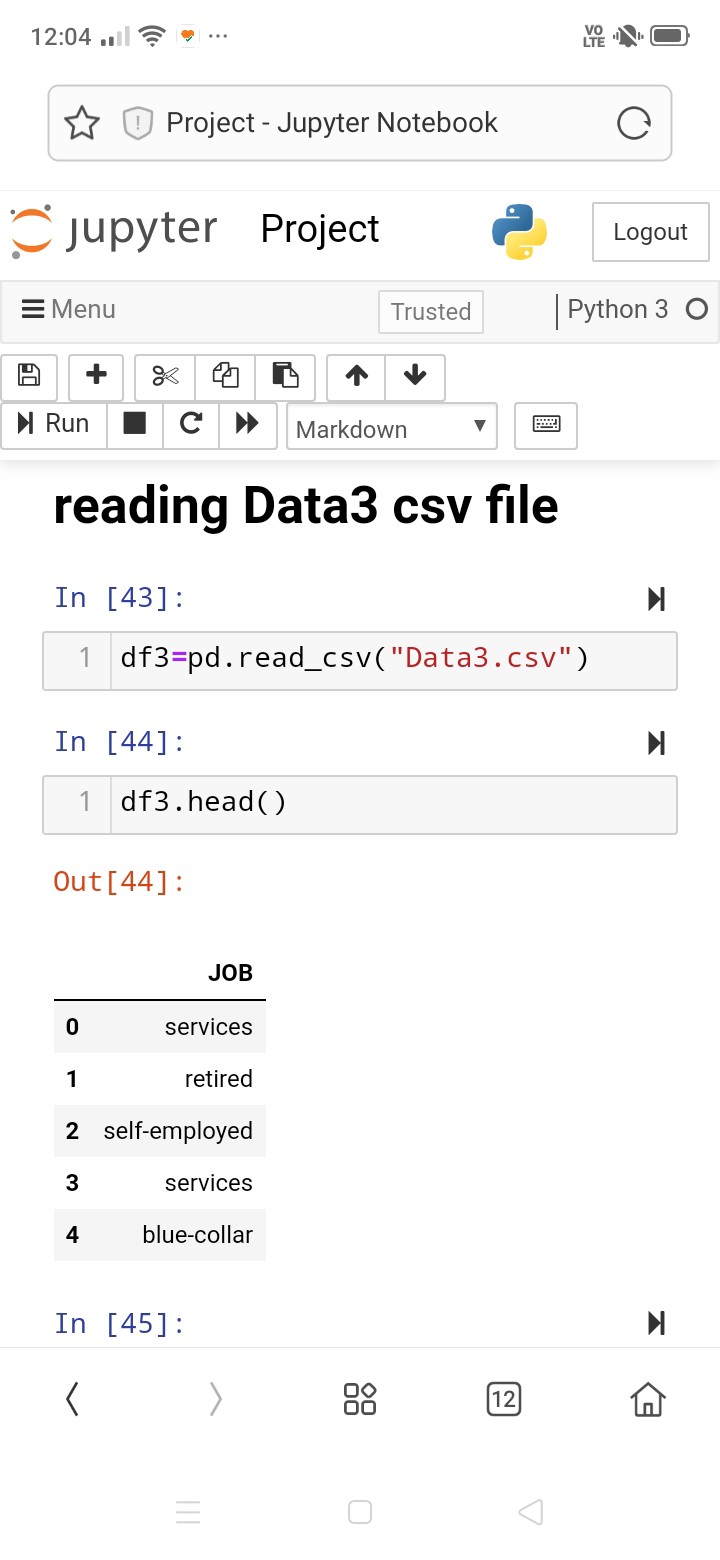 12:04 ... VO LTE
Project - Jupyter Notebook
jupyter Project Logout
Menu Trusted Python 3
Run Markdown
reading Data3 csv file
In [43]:
1 df3=pd.read_csv("Data3.csv")
In [44]:
1 df3.head()
Out[44]:
JOB
0 services
1 retired
2 self-employed
3 services
4 blue-collar
In [45]:
12